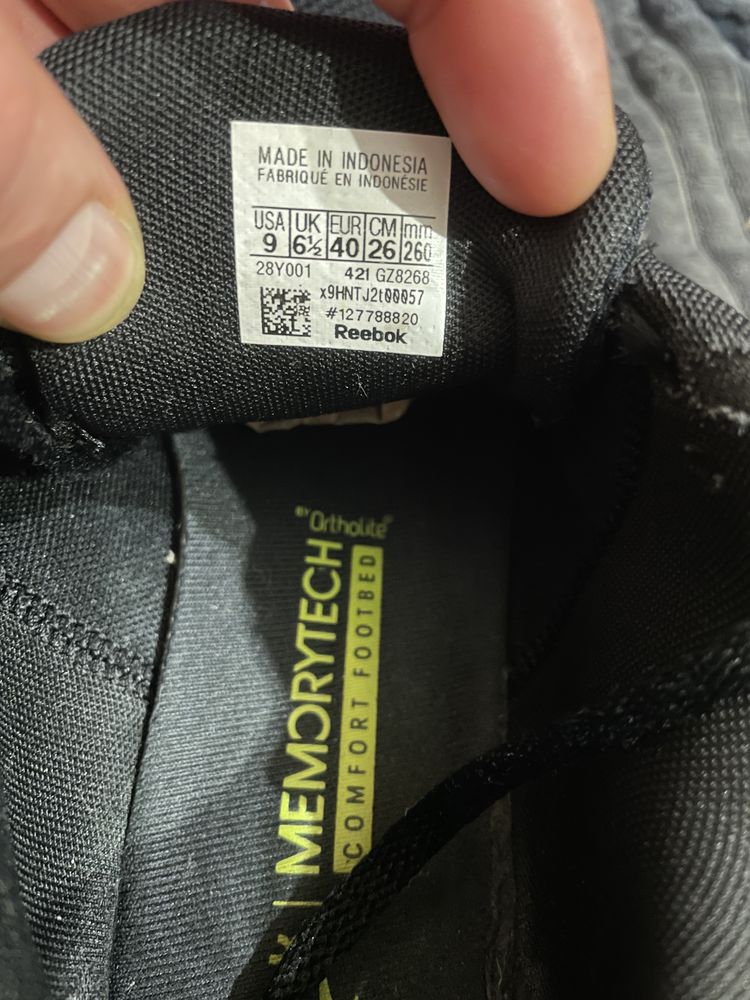 MADE IN INDONESIA
FABRIQUÉ EN INDONÉSIE
USA UK EUR CM mm
9 6½ 40 26 260
28Y001 421 GZ8268
x9HNTJ2t00057
#127788820
Reebok
BY Ortholite®
MEMORYTECH
COMFORT FOOTBED